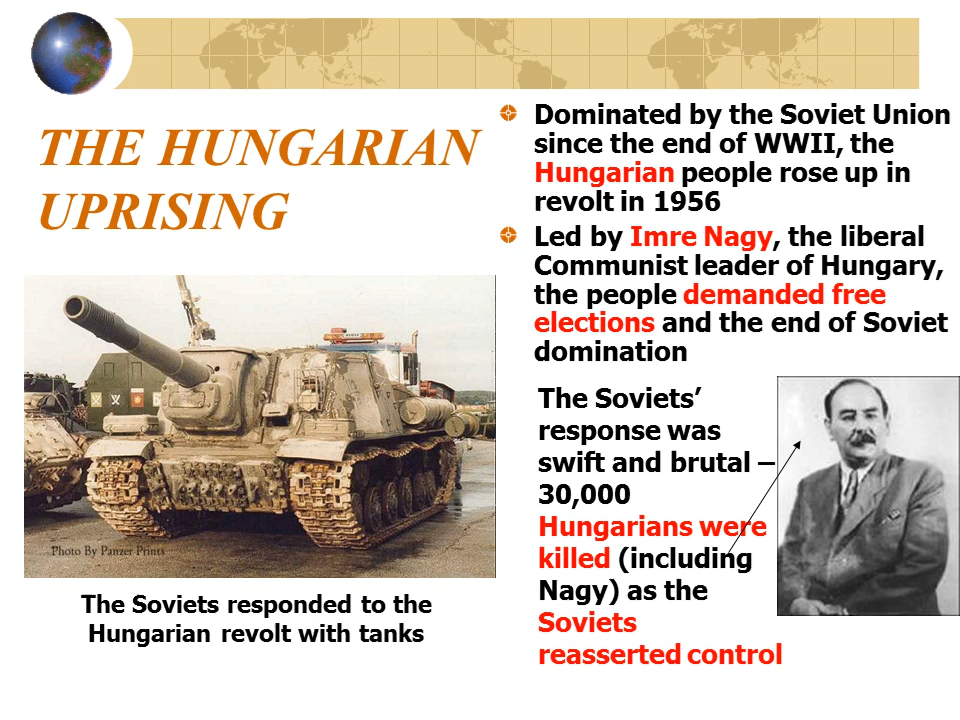 THE HUNGARIAN
UPRISING
Dominated by the Soviet Union
since the end of WWII, the
Hungarian people rose up in
revolt in 1956
Led by Imre Nagy, the liberal
Communist leader of Hungary,
the people demanded free
elections and the end of Soviet
domination
Photo By Panzer Prints
The Soviets responded to the
Hungarian revolt with tanks
The Soviets’
response was
swift and brutal –
30,000
Hungarians were
killed (including
Nagy) as the
Soviets
reasserted control